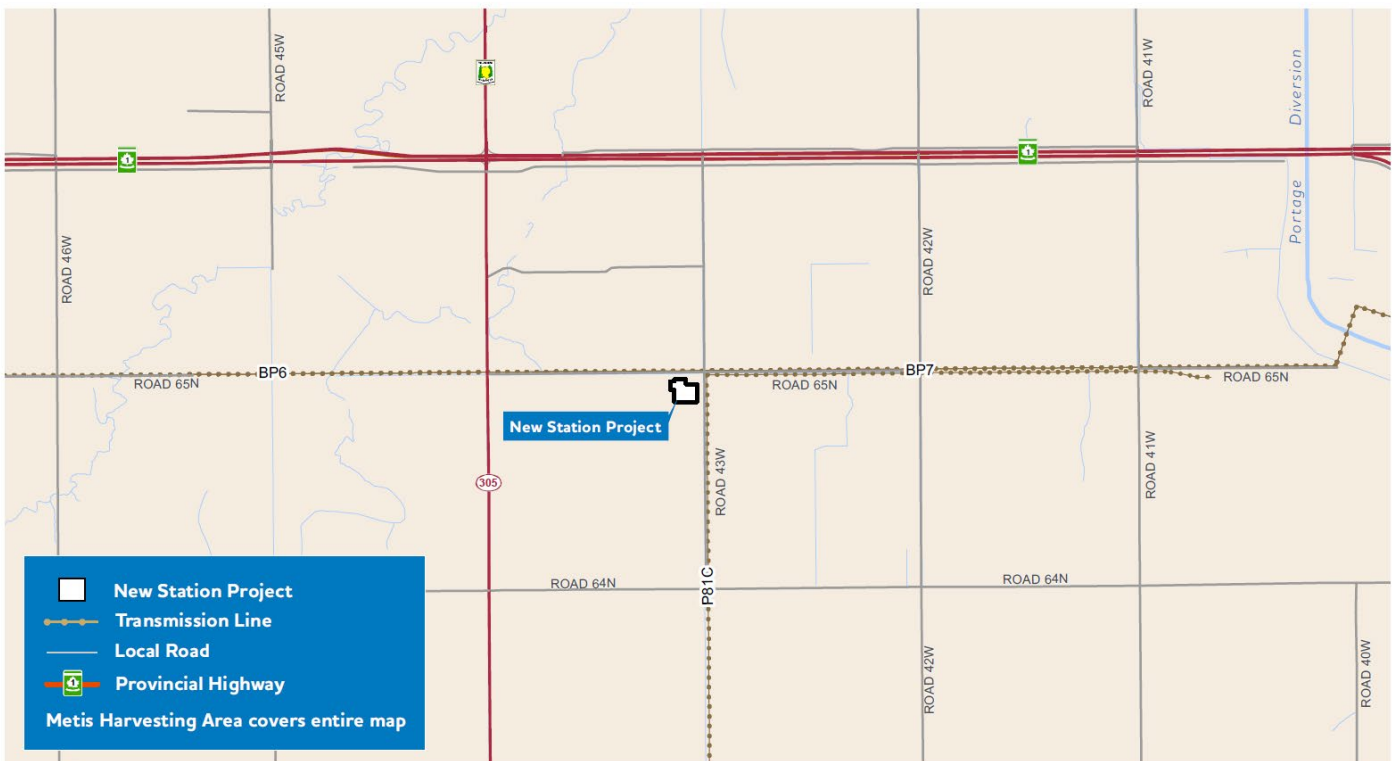 ROAD 45W
ROAD 41W
Diversion
Portage
1
1
ROAD 46W
ROAD 42W
BP6
ROAD 65N
BP7
ROAD 65N
ROAD 65N
New Station Project
ROAD 43W
ROAD 41W
305
P81C
ROAD 64N
ROAD 64N
ROAD 42W
ROAD 40W
New Station Project
Transmission Line
Local Road
1
Provincial Highway
Metis Harvesting Area covers entire map